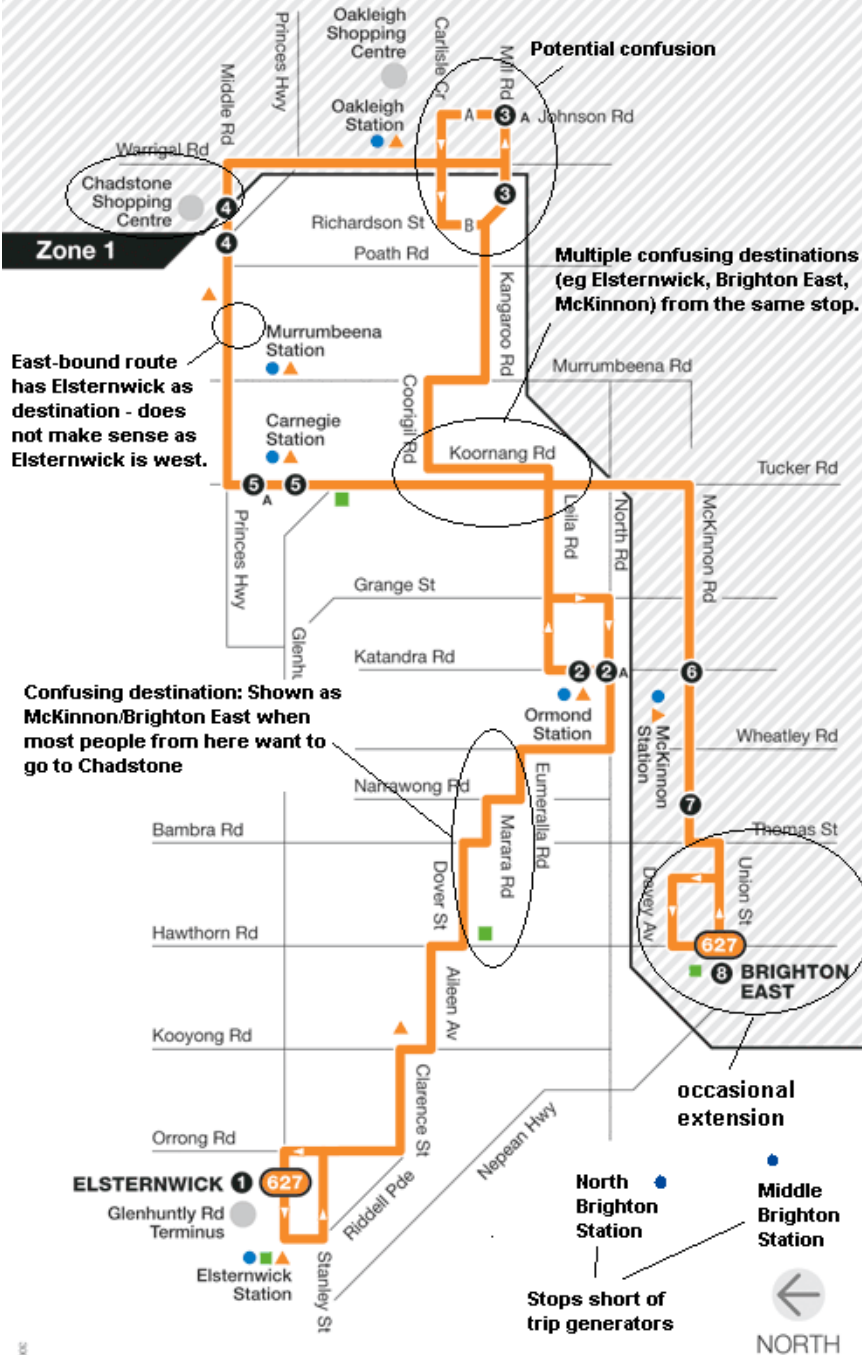 Oakleigh
Shopping
Centre
Princes Hwy
Middle Rd
Carlisle Cr
Mill Rd
Potential confusion
Oakleigh
Station
A
3
A
Johnson Rd
Warrigal Rd
Chadstone
Shopping
Centre
4
3
Richardson St
B
Zone 1
4
Poath Rd
Multiple confusing destinations
(eg Elsternwick, Brighton East,
McKinnon) from the same stop.
Kangaroo Rd
Murrumbeena
Station
East-bound route
has Elsternwick as
destination - does
not make sense as
Elsternwick is west.
Murrumbeena Rd
Coorigil Rd
Carnegie
Station
Koornang Rd
Tucker Rd
5
A
5
Princes Hwy
Leila Rd
North Rd
McKinnon Rd
Grange St
Glenhu
Katandra Rd
2
2
A
6
Confusing destination: Shown as
McKinnon/Brighton East when
most people from here want to
go to Chadstone
Ormond
Station
McKinnon
Station
Wheatley Rd
Narrawong Rd
Eumeralla Rd
7
Bambra Rd
Marara Rd
Thomas St
Dover St
Union St
Davey Av
Hawthorn Rd
627
8
BRIGHTON
EAST
Aileen Av
Kooyong Rd
Clarence St
occasional
extension
Nepean Hwy
Orrong Rd
ELSTERNWICK
1
627
Glenhuntly Rd
Terminus
Riddell Pde
North
Brighton
Station
Middle
Brighton
Station
Elsternwick
Station
Stanley St
Stops short of
trip generators
NORTH